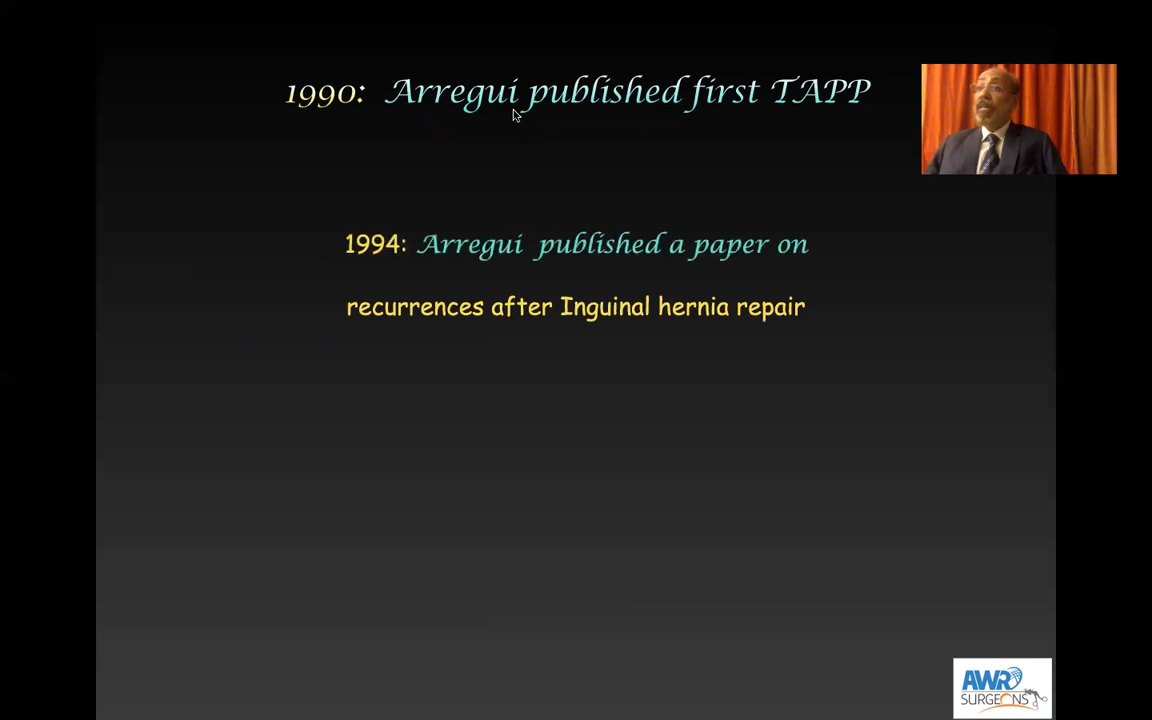 1990: Arregui published first TAPP
1994: Arregui published a paper on
recurrences after Inguinal hernia repair
AWR
SURGEONS